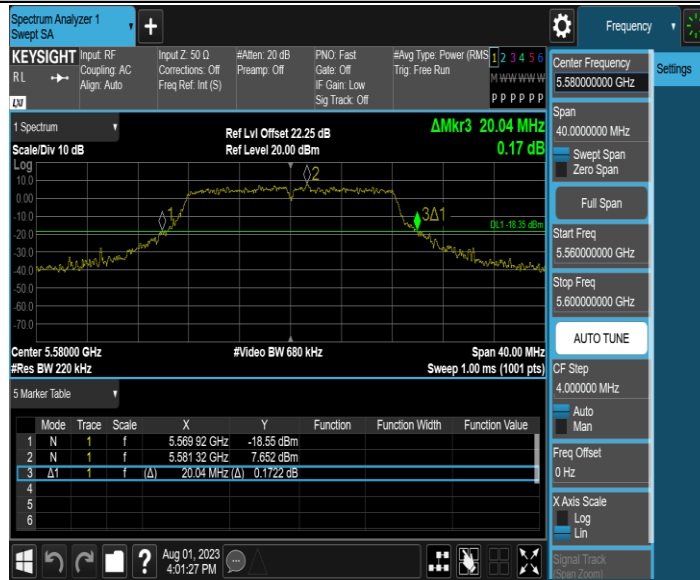 Spectrum Analyzer 1
Swept SA
+
Frequency
KEYSIGHT
RL
LXI
Input: RF
Coupling: AC
Align: Auto
Input Z: 50 Ω
Corrections: Off
Freq Ref: Int (S)
#Atten: 20 dB
Preamp: Off
PNO: Fast
Gate: Off
IF Gain: Low
Sig Track: Off
#Avg Type: Power (RMS
Trig: Free Run
1 2 3 4 5 6
M W W W W W
P P P P P P
1 Spectrum
Scale/Div 10 dB
Ref Lvl Offset 22.25 dB
Ref Level 20.00 dBm
ΔMkr3 20.04 MHz
0.17 dB
Log
10.0
0.00
-10.0
-20.0
-30.0
-40.0
-50.0
-60.0
-70.0
1
2
3Δ1
DL1 -18.35 dBm
Center 5.58000 GHz
#Video BW 680 kHz
Span 40.00 MHz
#Res BW 220 kHz
Sweep 1.00 ms (1001 pts)
5 Marker Table
Mode Trace Scale X Y Function Function Width Function Value
1 N 1 f 5.569 92 GHz -18.55 dBm
2 N 1 f 5.581 32 GHz 7.652 dBm
3 Δ1 1 f (Δ) 20.04 MHz (Δ) 0.1722 dB
4
5
6
?
Aug 01, 2023
4:01:27 PM
Settings
Center Frequency
5.580000000 GHz
Span
40.0000000 MHz
Swept Span
Zero Span
Full Span
Start Freq
5.560000000 GHz
Stop Freq
5.600000000 GHz
AUTO TUNE
CF Step
4.000000 MHz
Auto
Man
Freq Offset
0 Hz
X Axis Scale
Log
Lin
Signal Track
(Span Zoom)